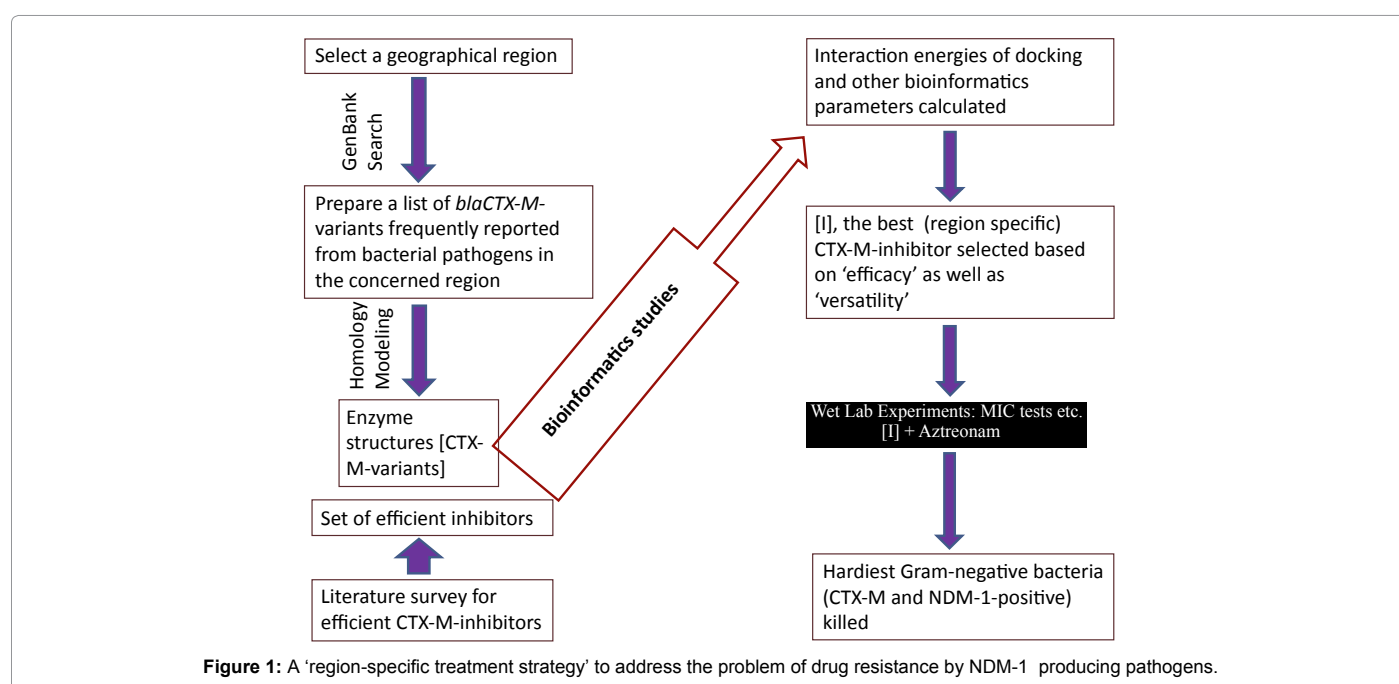 Select a geographical region
GenBank
Search
Prepare a list of blaCTX-M-
variants frequently reported
from bacterial pathogens in
the concerned region
Homology
Modeling
Enzyme
structures [CTX-
M-variants]
Set of efficient inhibitors
Literature survey for
efficient CTX-M-inhibitors
Bioinformatics studies
Interaction energies of docking
and other bioinformatics
parameters calculated
[I], the best (region specific)
CTX-M-inhibitor selected based
on ‘efficacy’ as well as
‘versatility’
Wet Lab Experiments: MIC tests etc.
[I] + Aztreonam
Hardiest Gram-negative bacteria
(CTX-M and NDM-1-positive)
killed
Figure 1: A ‘region-specific treatment strategy’ to address the problem of drug resistance by NDM-1 producing pathogens.